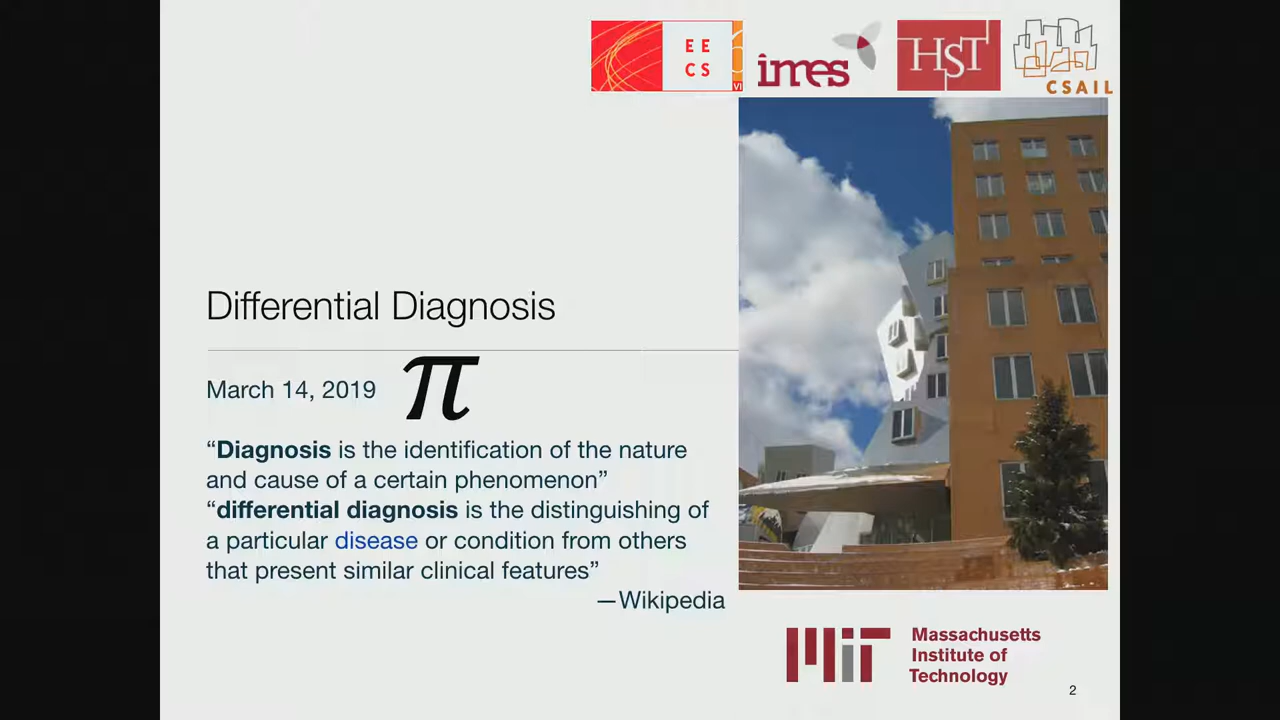 EE
CS
VI
imes
HST
CSAIL
Differential Diagnosis
March 14, 2019 π
“Diagnosis is the identification of the nature
and cause of a certain phenomenon”
“differential diagnosis is the distinguishing of
a particular disease or condition from others
that present similar clinical features”
—Wikipedia
MIT Massachusetts
Institute of
Technology
2